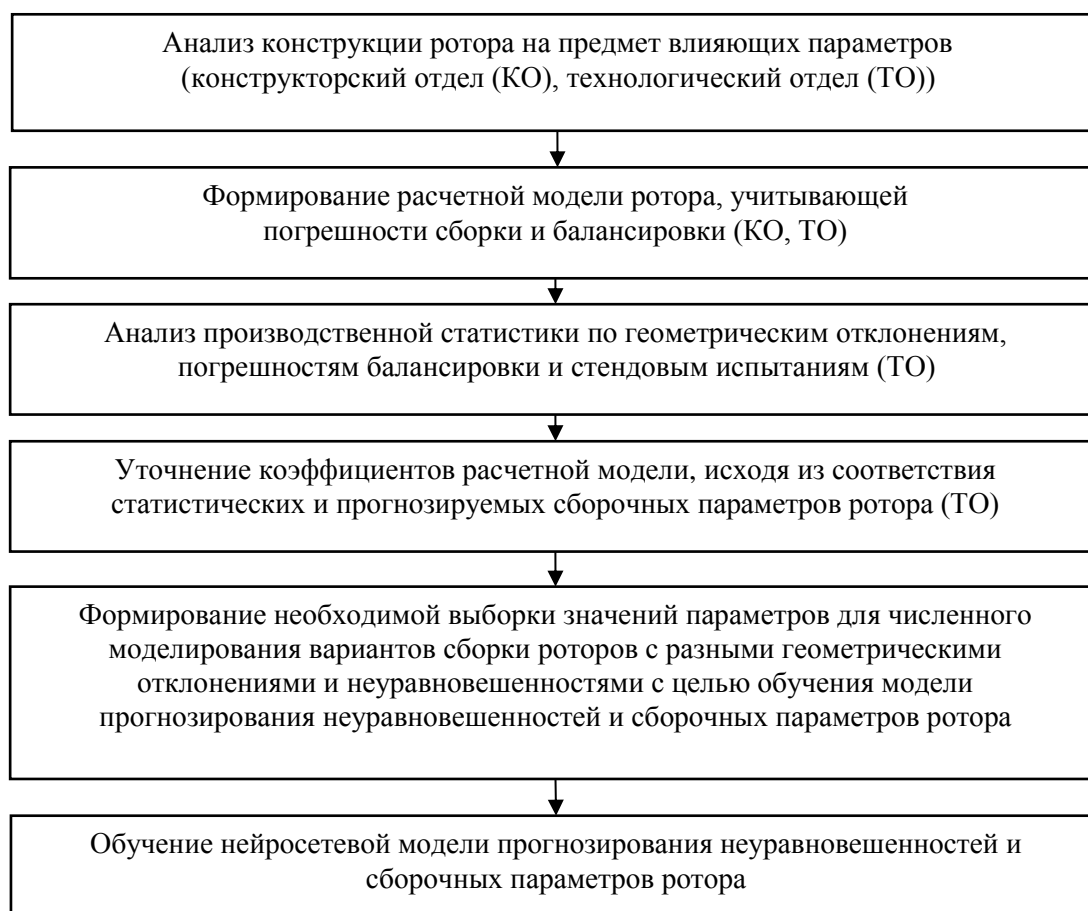 Анализ конструкции ротора на предмет влияющих параметров
(конструкторский отдел (КО), технологический отдел (ТО))
Формирование расчетной модели ротора, учитывающей
погрешности сборки и балансировки (КО, ТО)
Анализ производственной статистики по геометрическим отклонениям,
погрешностям балансировки и стендовым испытаниям (ТО)
Уточнение коэффициентов расчетной модели, исходя из соответствия
статистических и прогнозируемых сборочных параметров ротора (ТО)
Формирование необходимой выборки значений параметров для численного
моделирования вариантов сборки роторов с разными геометрическими
отклонениями и неуравновешенностями с целью обучения модели
прогнозирования неуравновешенностей и сборочных параметров ротора
Обучение нейросетевой модели прогнозирования неуравновешенностей и
сборочных параметров ротора